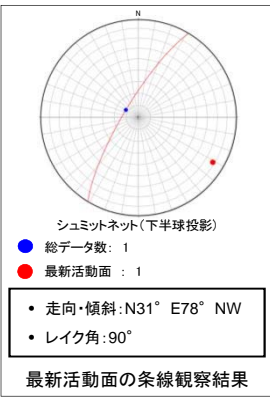 N
シュミットネット(下半球投影)
総データ数: 1
最新活動面 : 1
• 走向・傾斜:N31° E78° NW
• レイク角:90°
最新活動面の条線観察結果